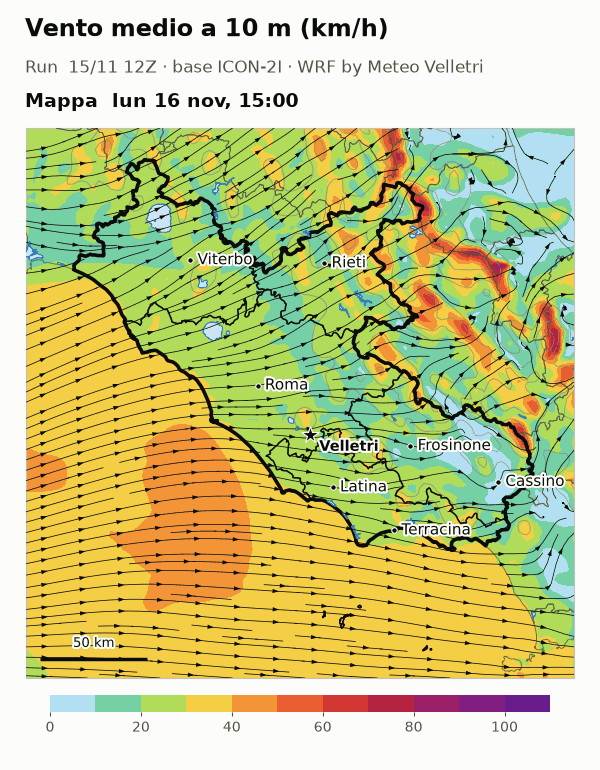 Vento medio a 10 m (km/h)
Run  15/11 12Z · base ICON-2I · WRF by Meteo Velletri
Mappa  lun 16 nov, 15:00
Viterbo
Rieti
Roma
Velletri
Frosinone
Latina
Cassino
Terracina
50 km
0 20 40 60 80 100